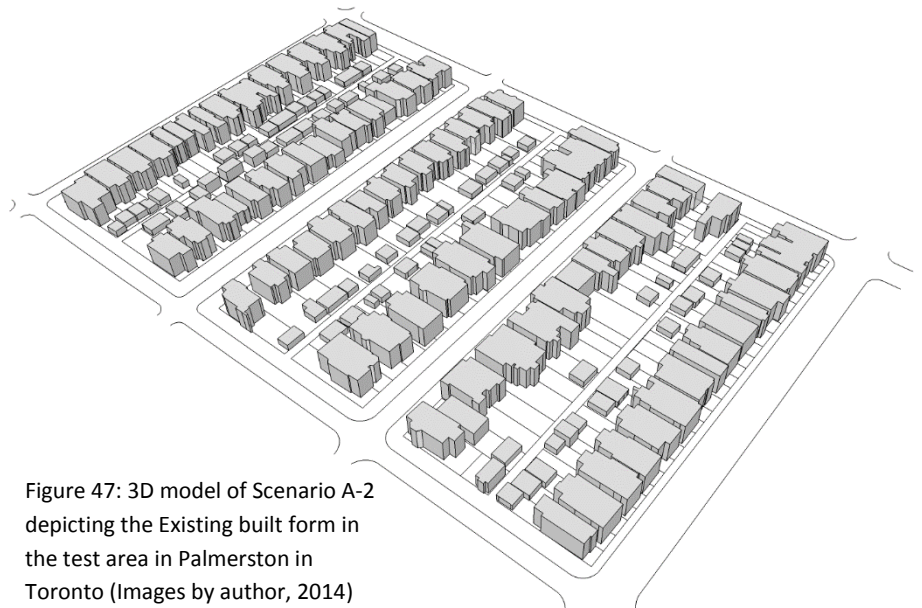 Figure 47: 3D model of Scenario A-2
depicting the Existing built form in
the test area in Palmerston in
Toronto (Images by author, 2014)